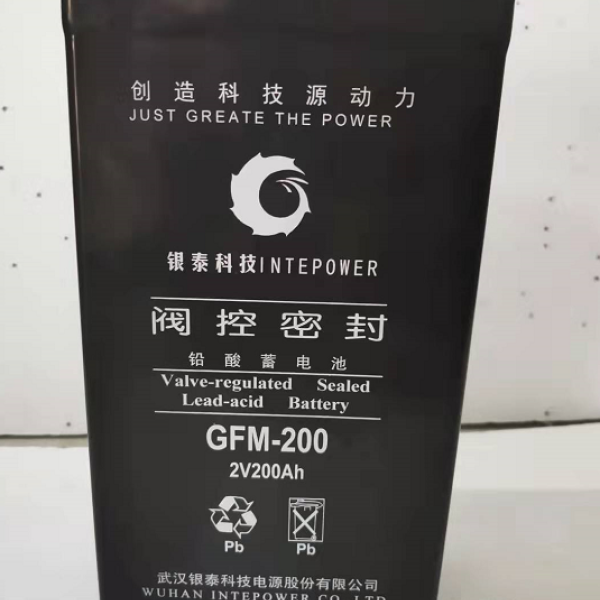 创造科技源动力
JUST GREATE THE POWER
银泰科技INTEPOWER
阀控密封
铅酸蓄电池
Valve-regulated Sealed
Lead-acid Battery
GFM-200
2V200Ah
Pb Pb
武汉银泰科技电源股份有限公司
WUHAN INTEPOWER CO., LTD